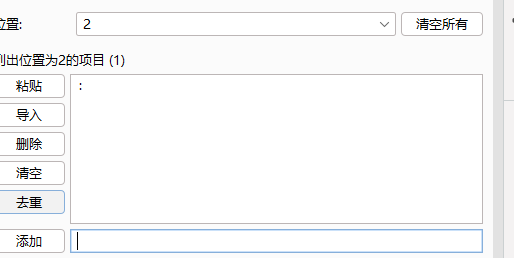 位置: 2 清空所有
列出位置为2的项目 (1)
粘贴 :
导入
删除
清空
去重
添加